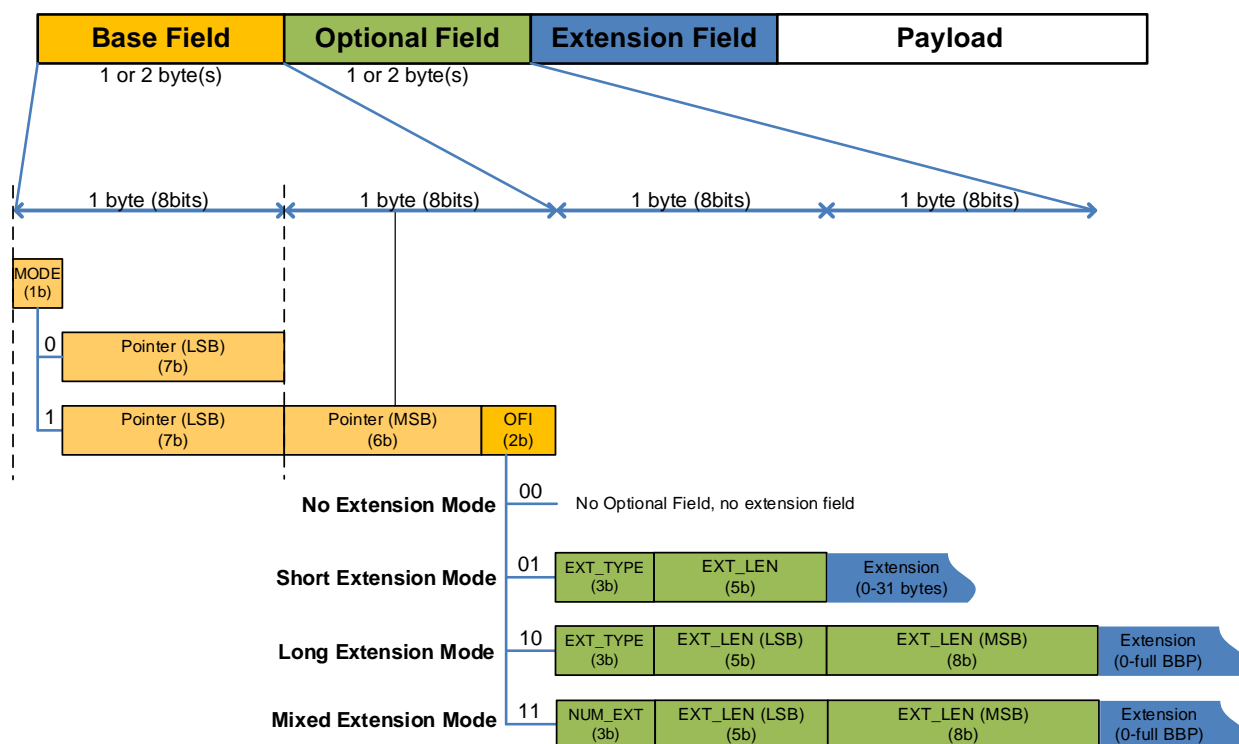 Base Field
Optional Field
Extension Field
Payload
1 or 2 byte(s)
1 or 2 byte(s)
1 byte (8bits)
1 byte (8bits)
1 byte (8bits)
1 byte (8bits)
MODE
(1b)
0
Pointer (LSB)
(7b)
1
Pointer (LSB)
(7b)
Pointer (MSB)
(6b)
OFI
(2b)
No Extension Mode
00
No Optional Field, no extension field
Short Extension Mode
01
EXT_TYPE
(3b)
EXT_LEN
(5b)
Extension
(0-31 bytes)
Long Extension Mode
10
EXT_TYPE
(3b)
EXT_LEN (LSB)
(5b)
EXT_LEN (MSB)
(8b)
Extension
(0-full BBP)
Mixed Extension Mode
11
NUM_EXT
(3b)
EXT_LEN (LSB)
(5b)
EXT_LEN (MSB)
(8b)
Extension
(0-full BBP)